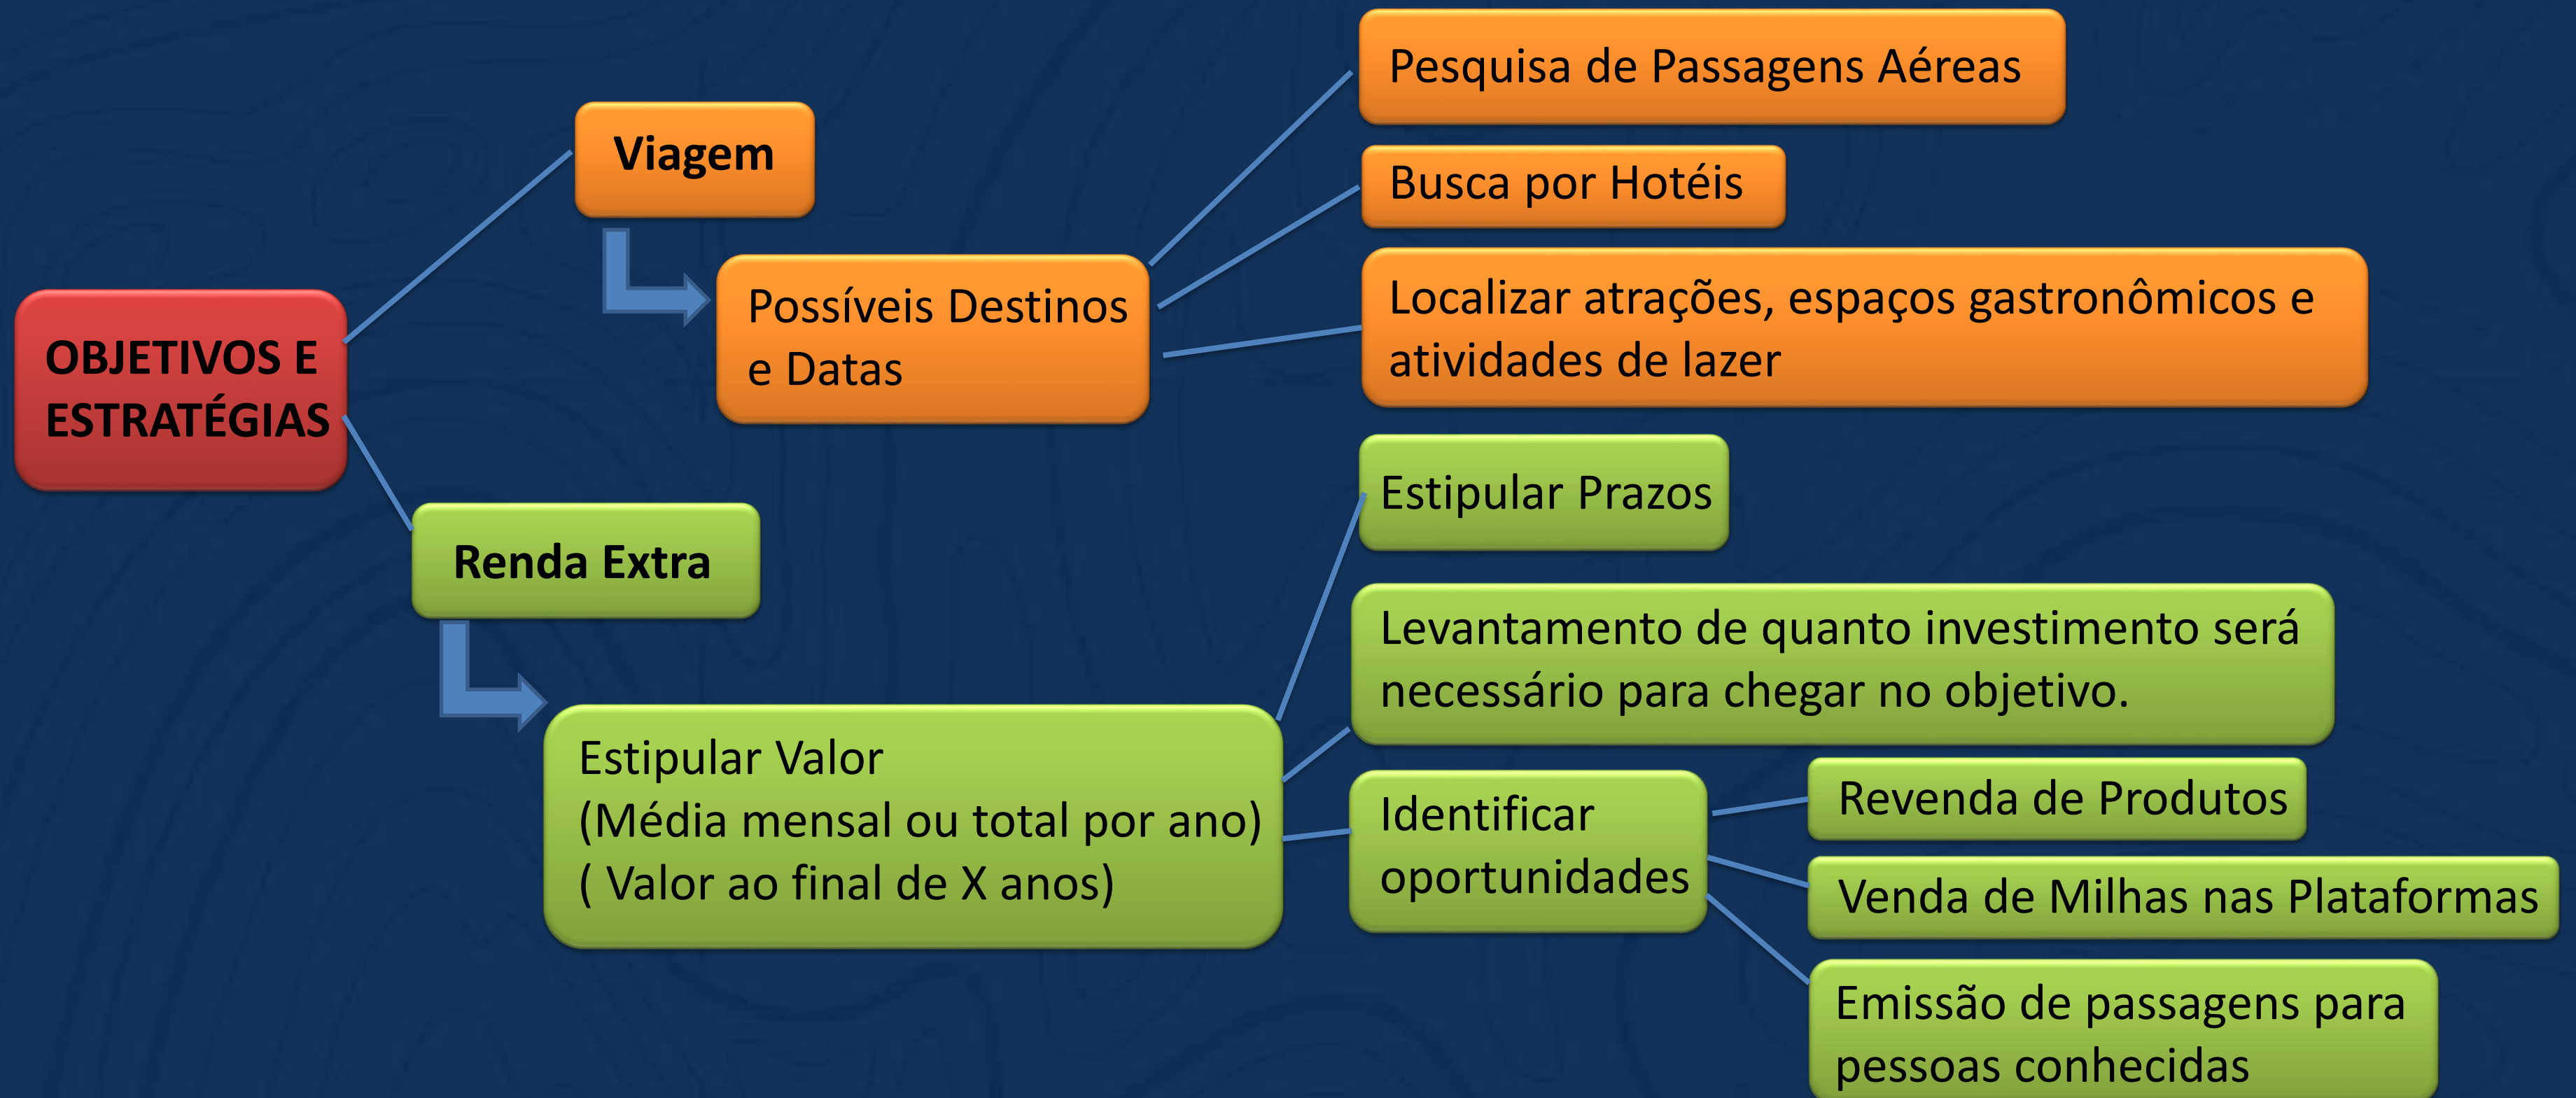 OBJETIVOS E
ESTRATÉGIAS
Viagem
Possíveis Destinos
e Datas
Pesquisa de Passagens Aéreas
Busca por Hotéis
Localizar atrações, espaços gastronômicos e
atividades de lazer
Renda Extra
Estipular Valor
(Média mensal ou total por ano)
( Valor ao final de X anos)
Estipular Prazos
Levantamento de quanto investimento será
necessário para chegar no objetivo.
Identificar
oportunidades
Revenda de Produtos
Venda de Milhas nas Plataformas
Emissão de passagens para
pessoas conhecidas